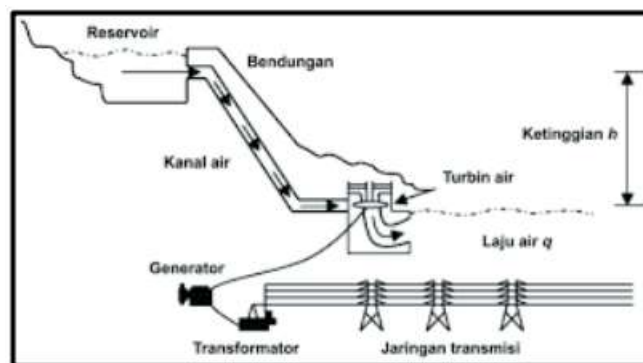 Reservoir
Bendungan
Ketinggian h
Kanal air
Turbin air
Laju air q
Generator
Transformator
Jaringan transmisi